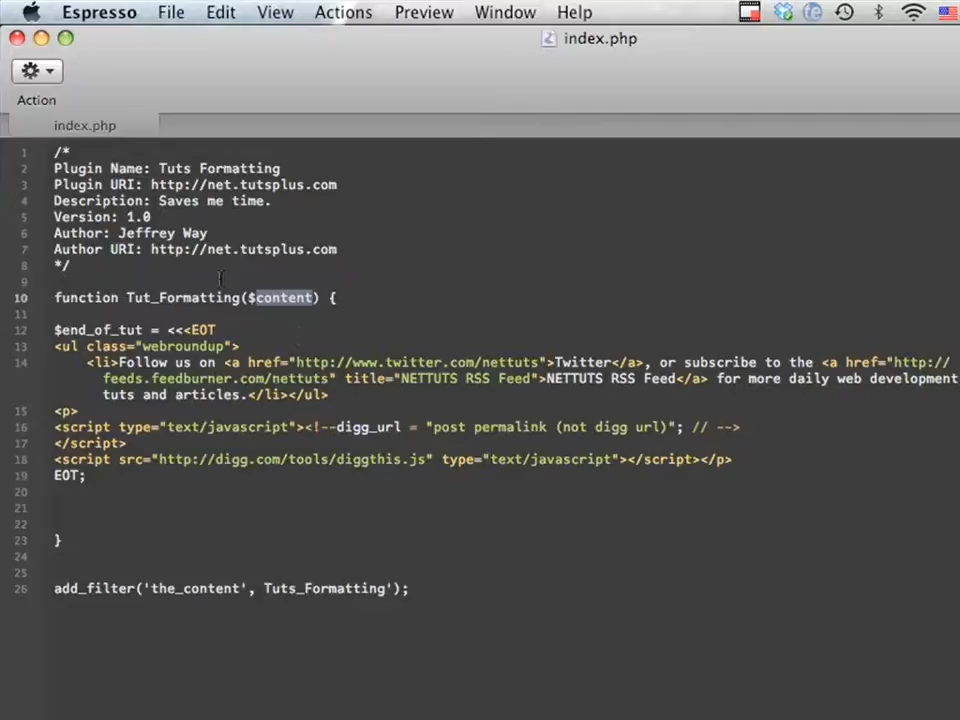 Espresso File Edit View Actions Preview Window Help
index.php
Action
index.php
1 /*
2 Plugin Name: Tuts Formatting
3 Plugin URI: http://net.tutsplus.com
4 Description: Saves me time.
5 Version: 1.0
6 Author: Jeffrey Way
7 Author URI: http://net.tutsplus.com
8 */
9
10 function Tut_Formatting($content) {
11
12 $end_of_tut = <<<EOT
13 <ul class="webroundup">
14 <li>Follow us on <a href="http://www.twitter.com/nettuts">Twitter</a>, or subscribe to the <a href="http://
feeds.feedburner.com/nettuts" title="NETTUTS RSS Feed">NETTUTS RSS Feed</a> for more daily web development
tuts and articles.</li></ul>
15 <p>
16 <script type="text/javascript"><!--digg_url = "post permalink (not digg url)"; // -->
17 </script>
18 <script src="http://digg.com/tools/diggthis.js" type="text/javascript"></script></p>
19 EOT;
20
21
22
23 }
24
25
26 add_filter('the_content', Tuts_Formatting');